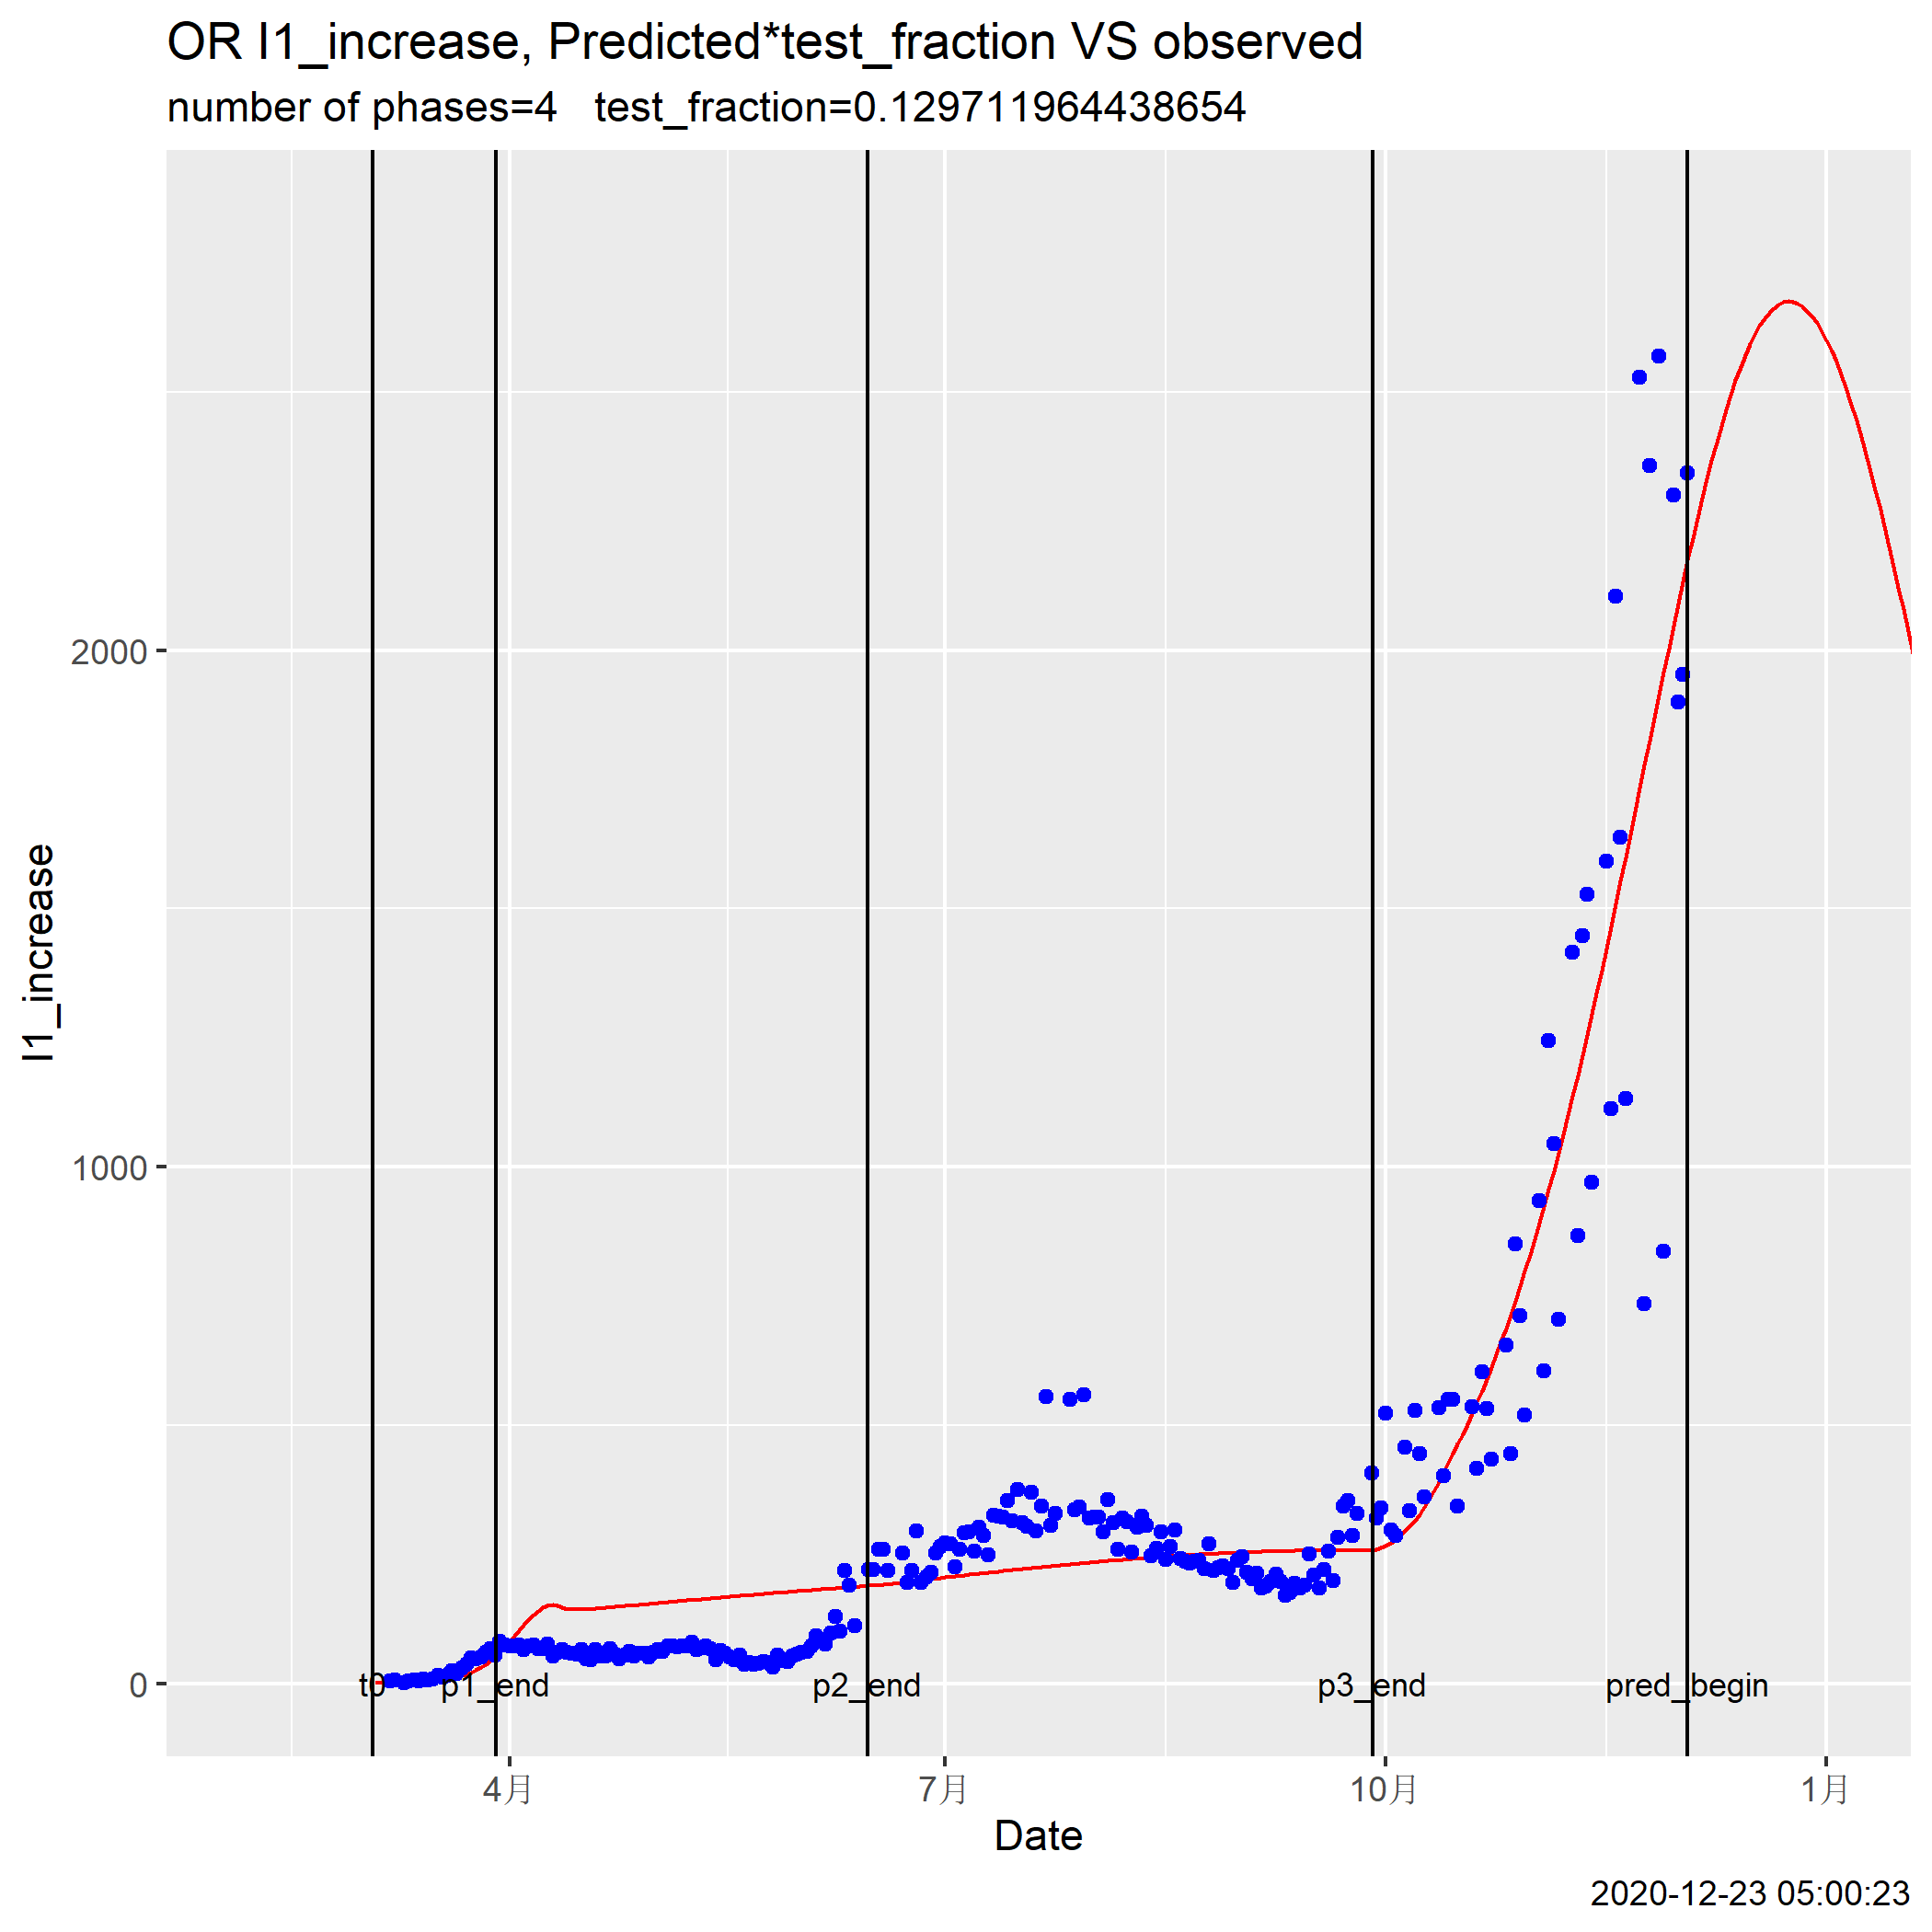 OR I1_increase, Predicted*test_fraction VS observed
number of phases=4 test_fraction=0.129711964438654
I1_increase
2000
1000
0
t0 p1_end p2_end p3_end pred_begin
4月 7月 10月 1月
Date
2020-12-23 05:00:23